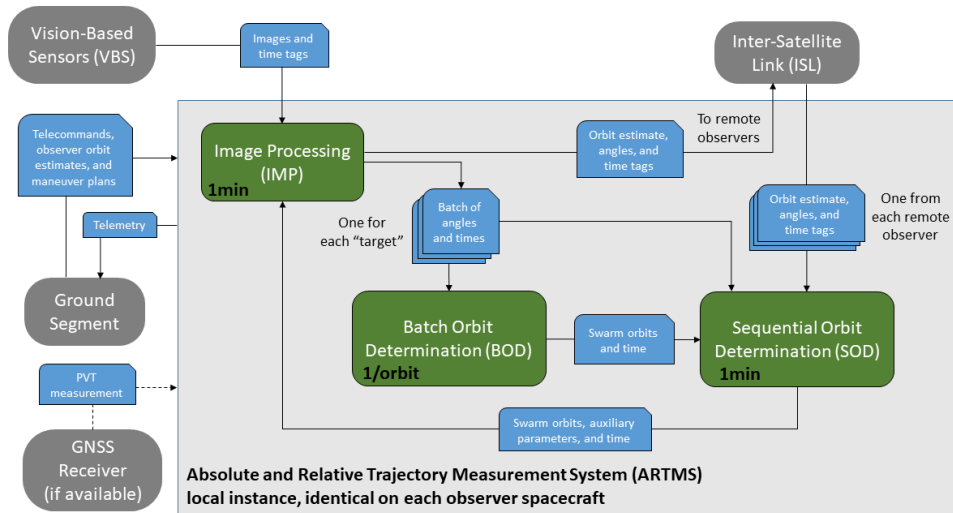 Vision-Based
Sensors (VBS)
Images and
time tags
Inter-Satellite
Link (ISL)
Telecommands,
observer orbit
estimates, and
maneuver plans
Image Processing
(IMP)
1min
Orbit estimate,
angles, and
time tags
To remote
observers
Telemetry
One for
each “target”
Batch of
angles
and times
Orbit estimate,
angles, and
time tags
One from
each remote
observer
Ground
Segment
Batch Orbit
Determination (BOD)
1/orbit
Swarm orbits
and time
Sequential Orbit
Determination (SOD)
1min
PVT
measurement
Swarm orbits, auxiliary
parameters, and time
GNSS
Receiver
(if available)
Absolute and Relative Trajectory Measurement System (ARTMS)
local instance, identical on each observer spacecraft